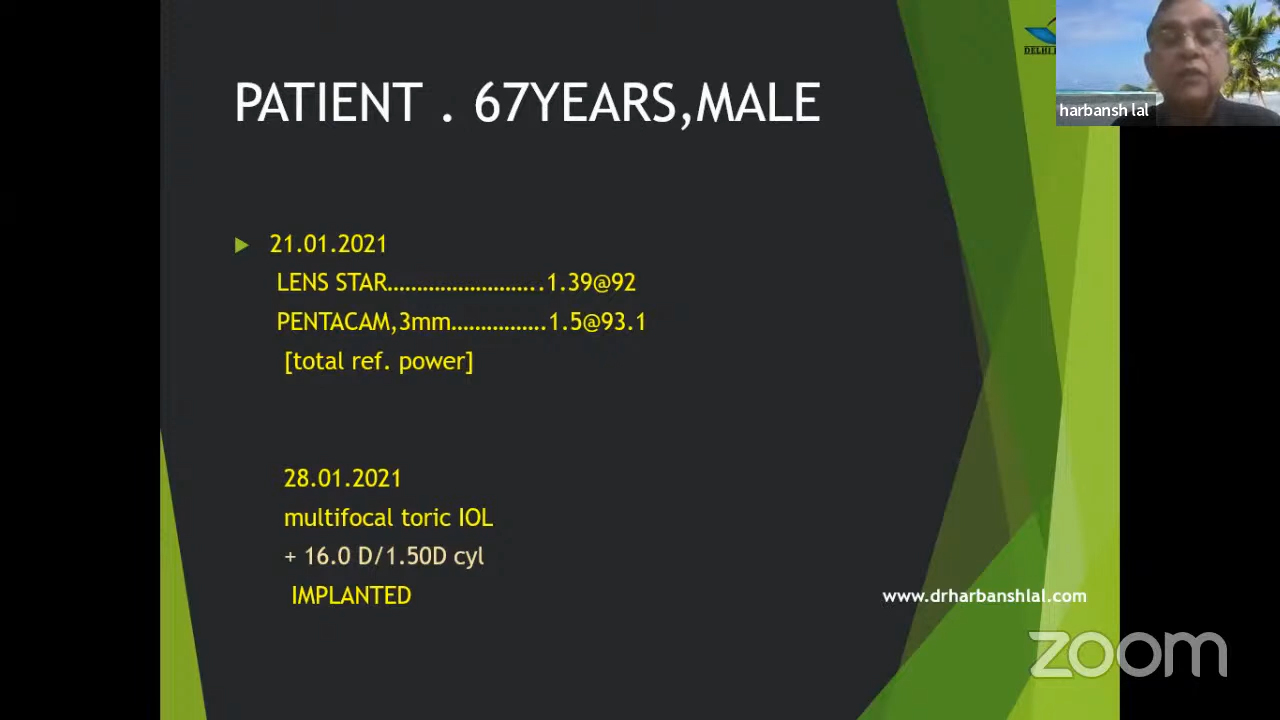 PATIENT . 67YEARS,MALE
21.01.2021
LENS STAR……………………..1.39@92
PENTACAM,3mm…………….1.5@93.1
[total ref. power]
28.01.2021
multifocal toric IOL
+ 16.0 D/1.50D cyl
IMPLANTED
www.drharbanshlal.com
DELHI
harbansh lal
zoom